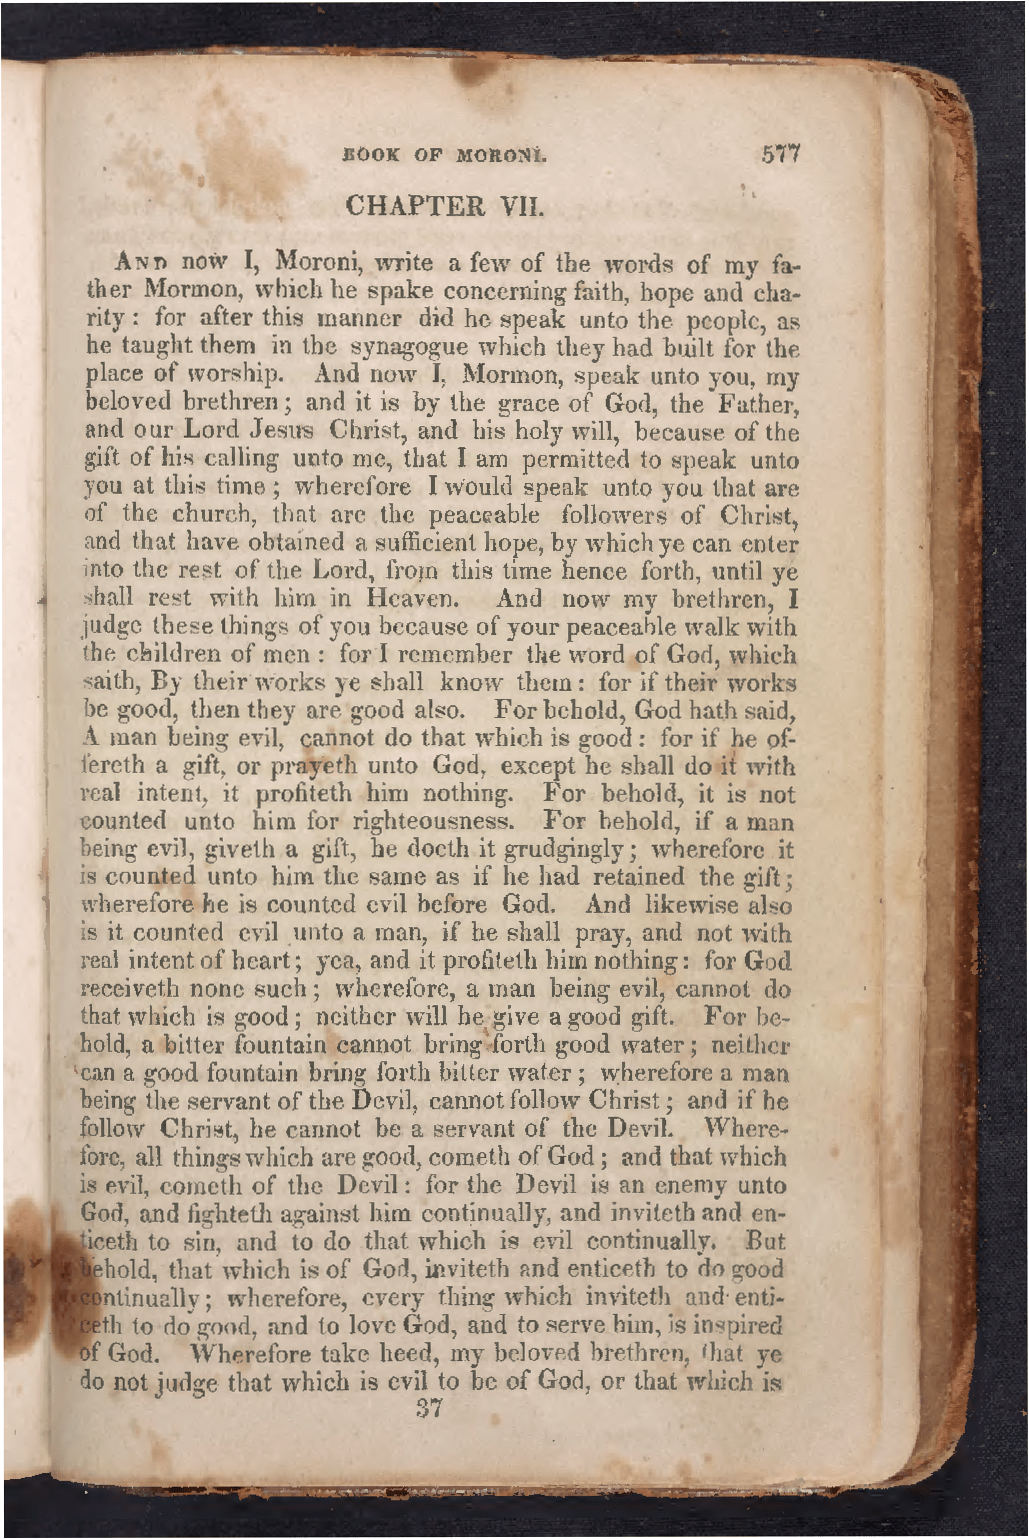 BOOK OF MORONI. 577
CHAPTER VII.
AND now I, Moroni, write a few of the words of my fa-
ther Mormon, which he spake concerning faith, hope and cha-
rity : for after this manner did he speak unto the people, as
he taught them in the synagogue which they had built for the
place of worship. And now I, Mormon, speak unto you, my
beloved brethren ; and it is by the grace of God, the Father,
and our Lord Jesus Christ, and his holy will, because of the
gift of his calling unto me, that I am permitted to speak unto
you at this time ; wherefore I would speak unto you that are
of the church, that are the peaceable followers of Christ,
and that have obtained a sufficient hope, by which ye can enter
into the rest of the Lord, from this time hence forth, until ye
shall rest with him in Heaven. And now my brethren, I
judge these things of you because of your peaceable walk with
the children of men : for I remember the word of God, which
saith, By their works ye shall know them : for if their works
be good, then they are good also. For behold, God hath said,
A man being evil, cannot do that which is good : for if he of-
fereth a gift, or prayeth unto God, except he shall do it with
real intent, it profiteth him nothing. For behold, it is not
counted unto him for righteousness. For behold, if a man
being evil, giveth a gift, he doeth it grudgingly ; wherefore it
is counted unto him the same as if he had retained the gift ;
wherefore he is counted evil before God. And likewise also
is it counted evil unto a man, if he shall pray, and not with
real intent of heart ; yea, and it profiteth him nothing : for God
receiveth none such ; wherefore, a man being evil, cannot do
that which is good ; neither will he give a good gift. For be-
hold, a bitter fountain cannot bring forth good water ; neither
can a good fountain bring forth bitter water ; wherefore a man
being the servant of the Devil, cannot follow Christ ; and if he
follow Christ, he cannot be a servant of the Devil. Where-
fore, all things which are good, cometh of God ; and that which
is evil, cometh of the Devil : for the Devil is an enemy unto
God, and fighteth against him continually, and inviteth and en-
ticeth to sin, and to do that which is evil continually. But
behold, that which is of God, inviteth and enticeth to do good
continually ; wherefore, every thing which inviteth and enti-
ceth to do good, and to love God, and to serve him, is inspired
of God. Wherefore take heed, my beloved brethren, that ye
do not judge that which is evil to be of God, or that which is
37